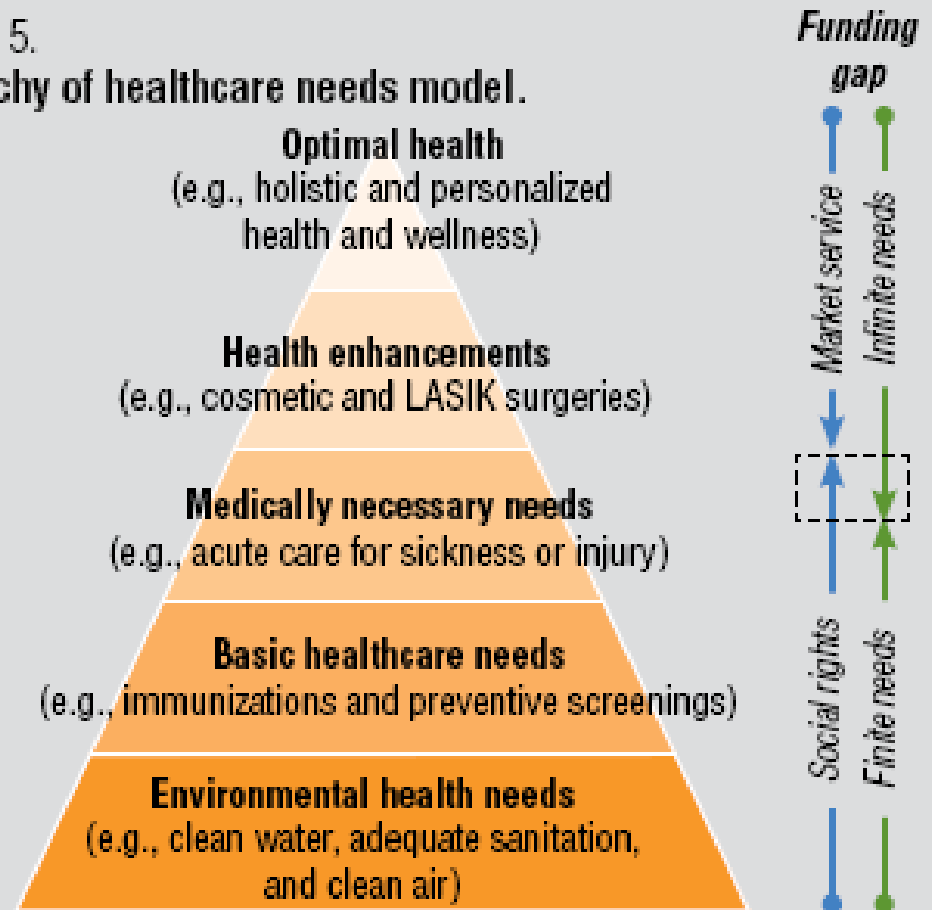 5.
chy of healthcare needs model.
Funding
gap
Optimal health
(e.g., holistic and personalized
health and wellness)
Health enhancements
(e.g., cosmetic and LASIK surgeries)
Medically necessary needs
(e.g., acute care for sickness or injury)
Basic healthcare needs
(e.g., immunizations and preventive screenings)
Environmental health needs
(e.g., clean water, adequate sanitation,
and clean air)
Market service
Infinite needs
Social rights
Finite needs